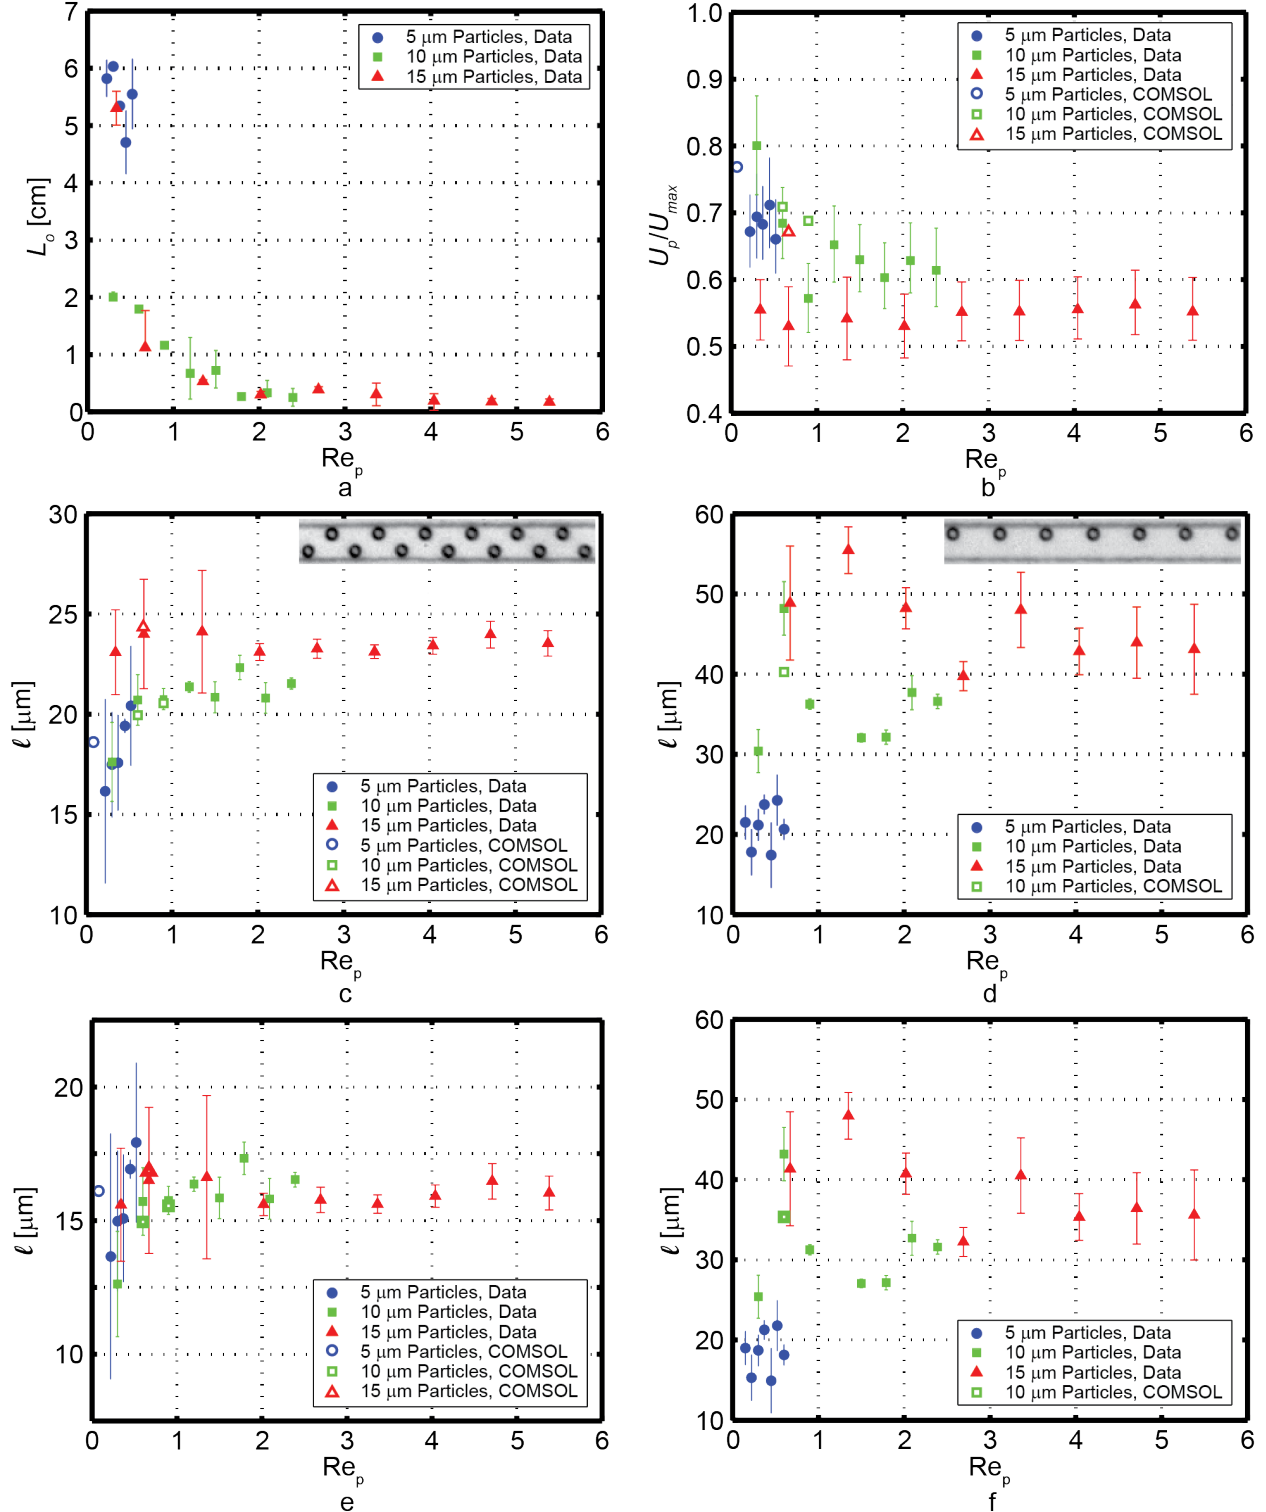 7
6
5
4
3
2
1
0
L_o [cm]
5 μm Particles, Data
10 μm Particles, Data
15 μm Particles, Data
0 1 2 3 4 5 6
Re_p
a
1.0
0.9
0.8
0.7
0.6
0.5
0.4
U_p/U_max
5 μm Particles, Data
10 μm Particles, Data
15 μm Particles, Data
5 μm Particles, COMSOL
10 μm Particles, COMSOL
15 μm Particles, COMSOL
0 1 2 3 4 5 6
Re_p
b
30
25
20
15
10
ℓ [μm]
5 μm Particles, Data
10 μm Particles, Data
15 μm Particles, Data
5 μm Particles, COMSOL
10 μm Particles, COMSOL
15 μm Particles, COMSOL
0 1 2 3 4 5 6
Re_p
c
60
50
40
30
20
10
ℓ [μm]
5 μm Particles, Data
10 μm Particles, Data
15 μm Particles, Data
10 μm Particles, COMSOL
0 1 2 3 4 5 6
Re_p
d
20
15
10
ℓ [μm]
5 μm Particles, Data
10 μm Particles, Data
15 μm Particles, Data
5 μm Particles, COMSOL
10 μm Particles, COMSOL
15 μm Particles, COMSOL
0 1 2 3 4 5 6
Re_p
e
60
50
40
30
20
10
ℓ [μm]
5 μm Particles, Data
10 μm Particles, Data
15 μm Particles, Data
10 μm Particles, COMSOL
0 1 2 3 4 5 6
Re_p
f